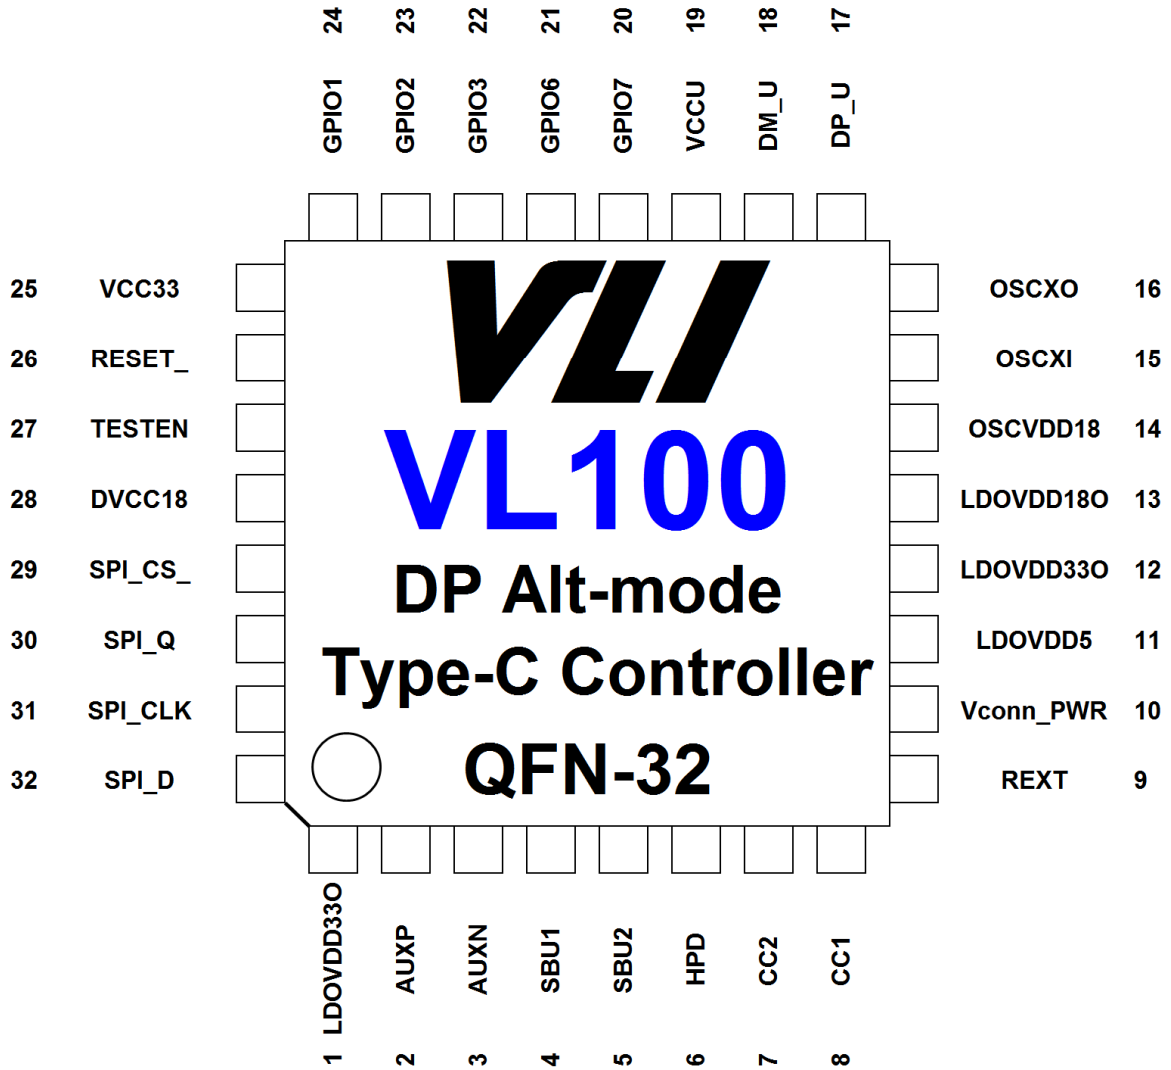 24 23 22 21 20 19 18 17
GPIO1 GPIO2 GPIO3 GPIO6 GPIO7 VCCU DM_U DP_U
25 VCC33
26 RESET_
27 TESTEN
28 DVCC18
29 SPI_CS_
30 SPI_Q
31 SPI_CLK
32 SPI_D
VLI
VL100
DP Alt-mode
Type-C Controller
QFN-32
OSCXO 16
OSCXI 15
OSCVDD18 14
LDOVDD18O 13
LDOVDD33O 12
LDOVDD5 11
Vconn_PWR 10
REXT 9
LDOVDD33O AUXP AUXN SBU1 SBU2 HPD CC2 CC1
1 2 3 4 5 6 7 8